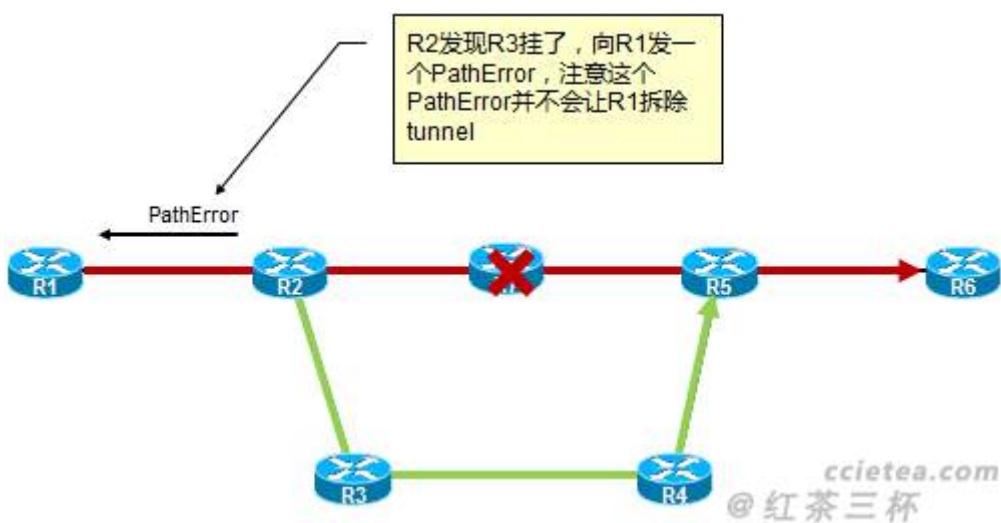 R2发现R3挂了，向R1发一
个PathError，注意这个
PathError并不会让R1拆除
tunnel
PathError
R1
R2
R5
R6
R3
R4
ccietea.com
@红茶三杯